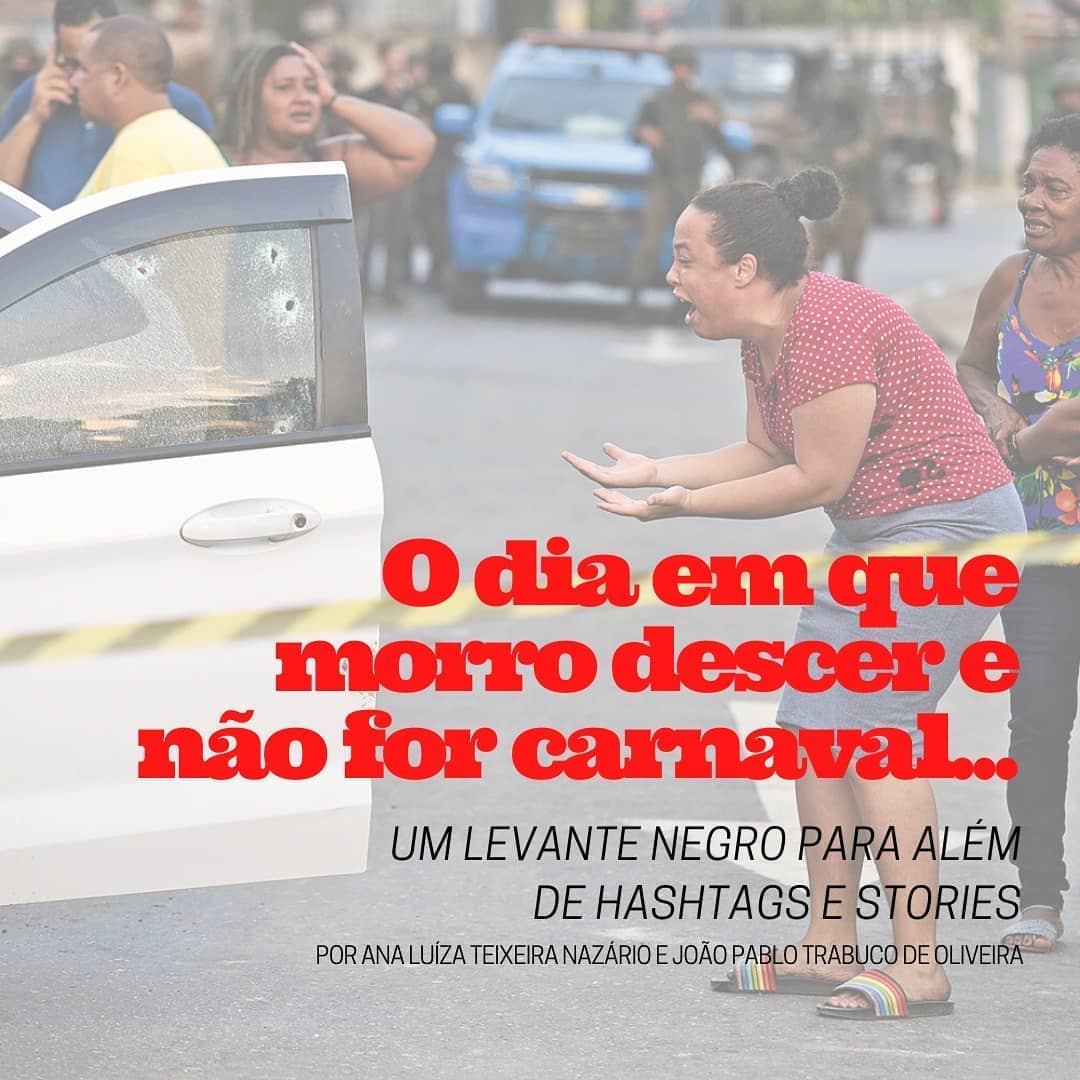 O dia em que
morro descer e
não for carnaval...
UM LEVANTE NEGRO PARA ALÉM
DE HASHTAGS E STORIES
POR ANA LUÍZA TEIXEIRA NAZÁRIO E JOÃO PABLO TRABUCO DE OLIVEIRA